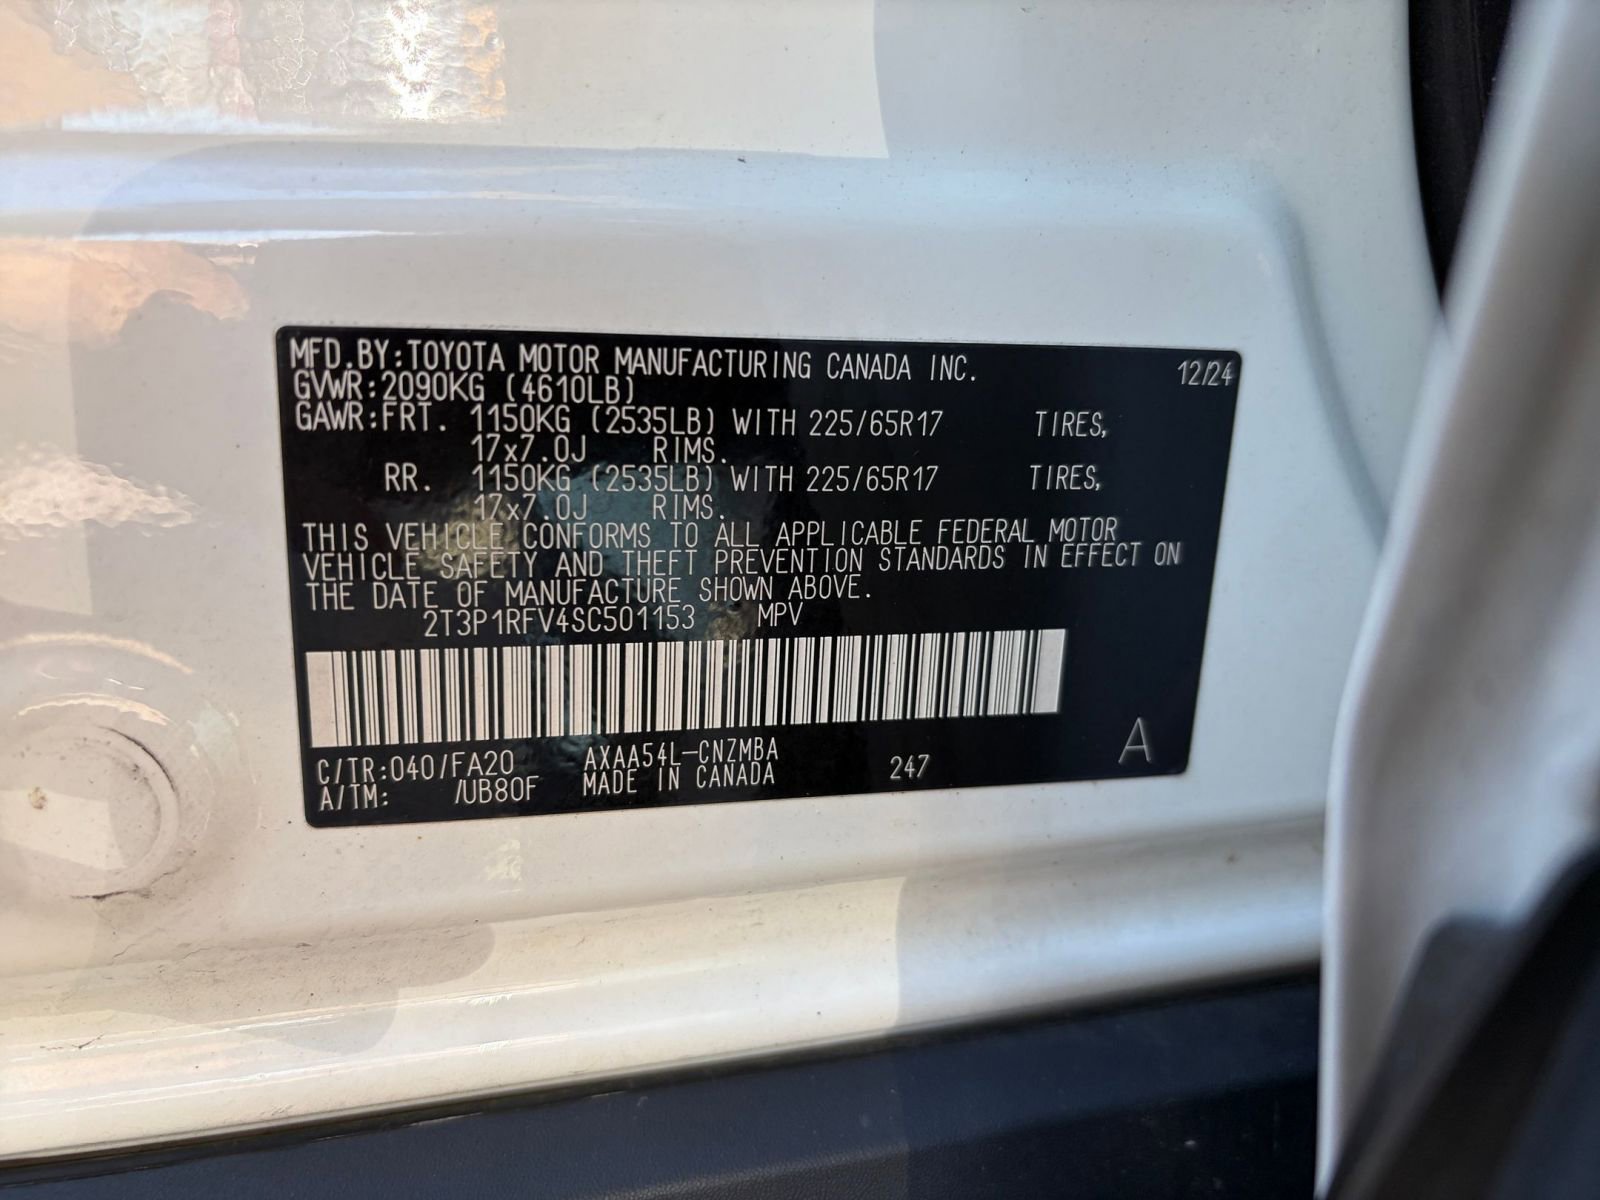 MFD.BY:TOYOTA MOTOR MANUFACTURING CANADA INC. 12/24
GVWR:2090KG (4610LB)
GAWR:FRT. 1150KG (2535LB) WITH 225/65R17 TIRES,
17x7.0J RIMS.
RR. 1150KG (2535LB) WITH 225/65R17 TIRES,
17x7.0J RIMS.
THIS VEHICLE CONFORMS TO ALL APPLICABLE FEDERAL MOTOR
VEHICLE SAFETY AND THEFT PREVENTION STANDARDS IN EFFECT ON
THE DATE OF MANUFACTURE SHOWN ABOVE.
2T3P1RFV4SC501153 MPV
C/TR:040/FA20 AXAA54L-CNZMBA 247 A
A/TM: /UB80F MADE IN CANADA